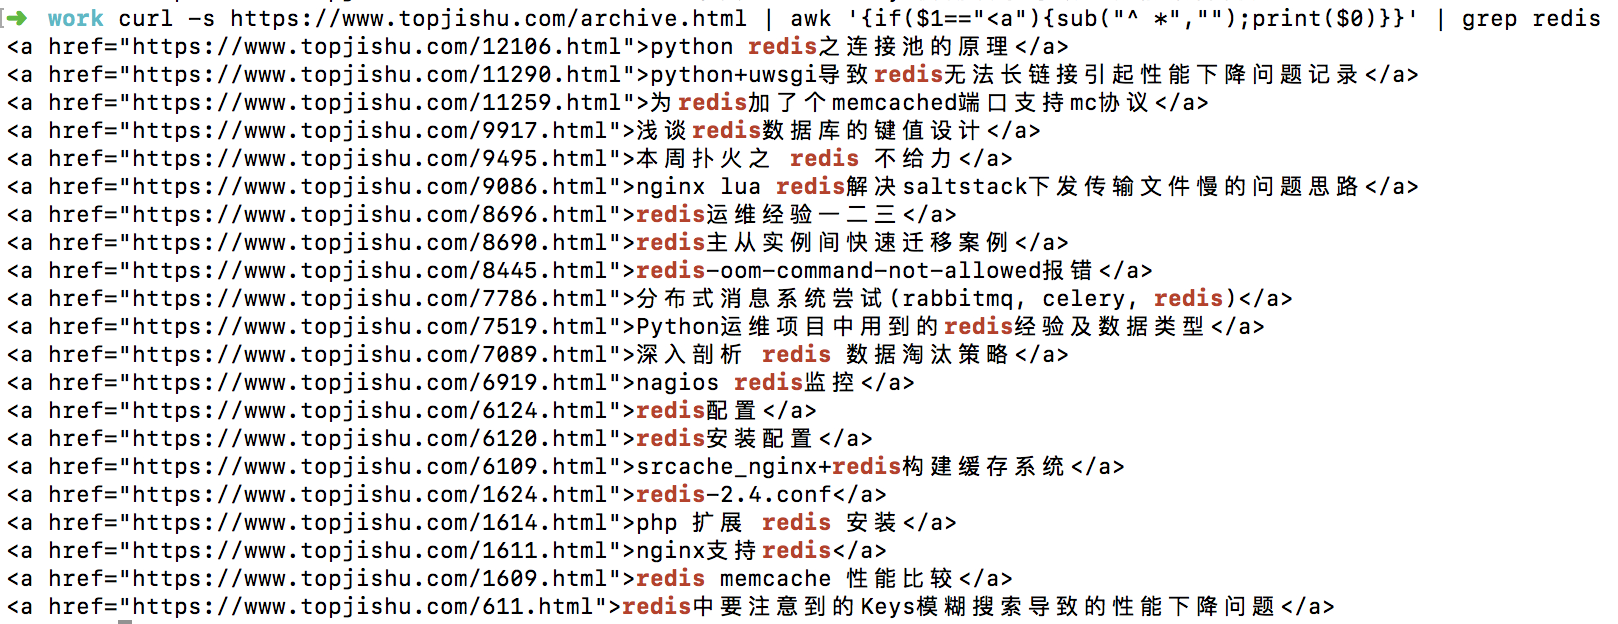 ➜ work curl -s https://www.topjishu.com/archive.html | awk '{if($1=="<a"){sub("^ *","");print($0)}}' | grep redis
<a href="https://www.topjishu.com/12106.html">python redis之连接池的原理</a>
<a href="https://www.topjishu.com/11290.html">python+uwsgi导致redis无法长链接引起性能下降问题记录</a>
<a href="https://www.topjishu.com/11259.html">为redis加了个memcached端口支持mc协议</a>
<a href="https://www.topjishu.com/9917.html">浅谈redis数据库的键值设计</a>
<a href="https://www.topjishu.com/9495.html">本周扑火之 redis 不给力</a>
<a href="https://www.topjishu.com/9086.html">nginx lua redis解决saltstack下发传输文件慢的问题思路</a>
<a href="https://www.topjishu.com/8696.html">redis运维经验一二三</a>
<a href="https://www.topjishu.com/8690.html">redis主从实例间快速迁移案例</a>
<a href="https://www.topjishu.com/8445.html">redis-oom-command-not-allowed报错</a>
<a href="https://www.topjishu.com/7786.html">分布式消息系统尝试(rabbitmq, celery, redis)</a>
<a href="https://www.topjishu.com/7519.html">Python运维项目中用到的redis经验及数据类型</a>
<a href="https://www.topjishu.com/7089.html">深入剖析 redis 数据淘汰策略</a>
<a href="https://www.topjishu.com/6919.html">nagios redis监控</a>
<a href="https://www.topjishu.com/6124.html">redis配置</a>
<a href="https://www.topjishu.com/6120.html">redis安装配置</a>
<a href="https://www.topjishu.com/6109.html">srcache_nginx+redis构建缓存系统</a>
<a href="https://www.topjishu.com/1624.html">redis-2.4.conf</a>
<a href="https://www.topjishu.com/1614.html">php 扩展 redis 安装</a>
<a href="https://www.topjishu.com/1611.html">nginx支持redis</a>
<a href="https://www.topjishu.com/1609.html">redis memcache 性能比较</a>
<a href="https://www.topjishu.com/611.html">redis中要注意到的Keys模糊搜索导致的性能下降问题</a>